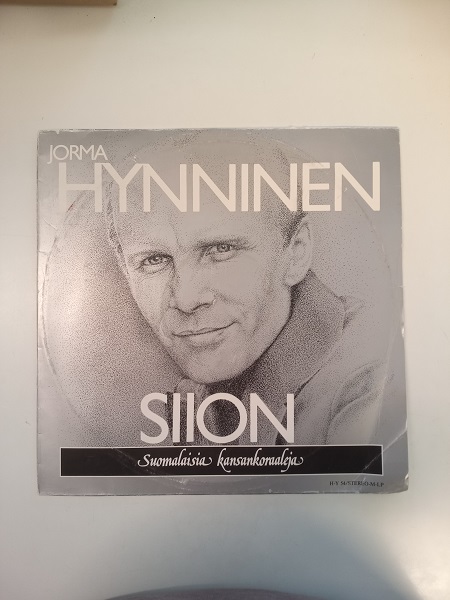 JORMA
HYNNINEN
SIION
Suomalaisia kansankoraaleja